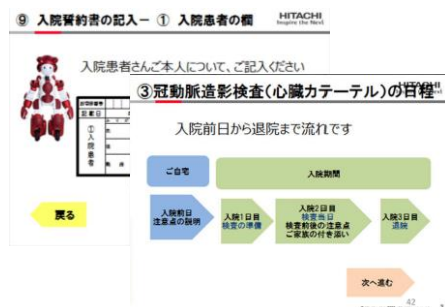 ⑨ 入院誓約書の記入－ ① 入院患者の欄
HITACHI
Inspire the Next
入院患者さんご本人について、ご記入ください
①入院患者
戻る
③冠動脈造影検査(心臓カテーテル)の日程
HITACHI
入院前日から退院まで流れです
ご自宅
入院期間
入院前日
注意点の説明
入院1日目
検査の準備
入院2日目
検査当日
検査前後の注意点
ご家族の付き添い
入院3日目
退院
次へ進む
42